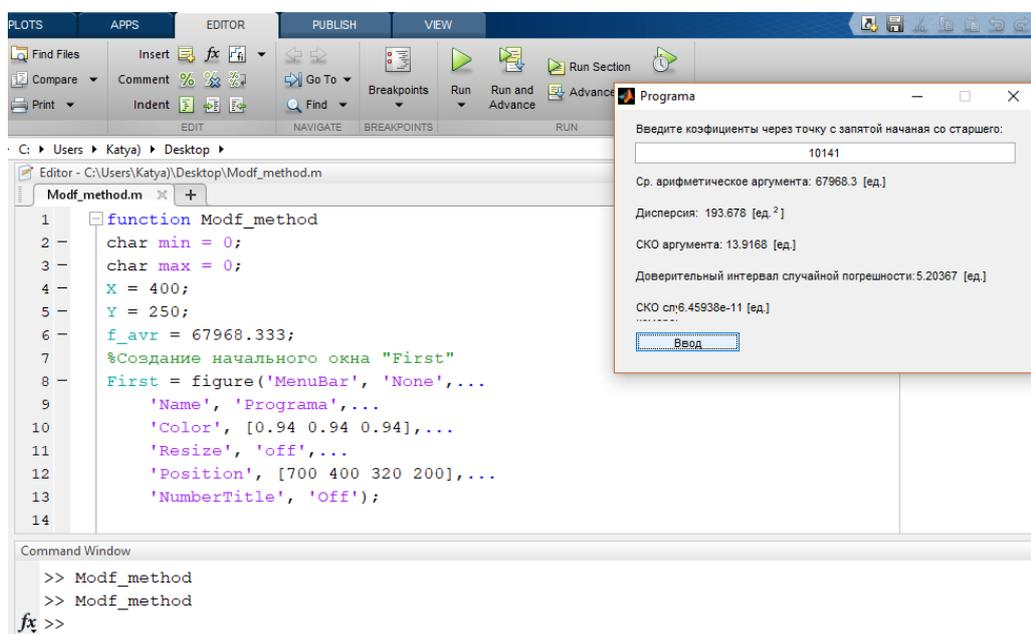 PLOTS APPS EDITOR PUBLISH VIEW
Find Files
Compare
Print
Insert fx
Comment
Indent
Go To
Find
Breakpoints
Run
Run and Advance
Run Section
Advance
EDIT NAVIGATE BREAKPOINTS RUN
C: Users Katya) Desktop
Editor - C:\Users\Katya)\Desktop\Modf_method.m
Modf_method.m
1 function Modf_method
2 – char min = 0;
3 – char max = 0;
4 – X = 400;
5 – Y = 250;
6 – f_avr = 67968.333;
7 %Создание начального окна "First"
8 – First = figure('MenuBar', 'None',...
9 'Name', 'Programa',...
10 'Color', [0.94 0.94 0.94],...
11 'Resize', 'off',...
12 'Position', [700 400 320 200],...
13 'NumberTitle', 'Off');
14
Command Window
>> Modf_method
>> Modf_method
fx >>
Programa
Введите коэфициенты через точку с запятой начаная со старшего:
10141
Ср. арифметическое аргумента: 67968.3 [ед.]
Дисперсия: 193.678 [ед.²]
СКО аргумента: 13.9168 [ед.]
Доверительный интервал случайной погрешности:5.20367 [ед.]
СКО 6.45938e-11 [ед.]
Ввод